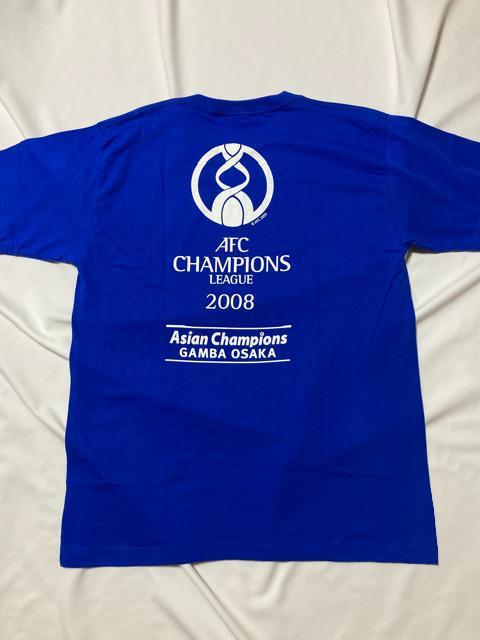 AFC
CHAMPIONS
LEAGUE
2008
Asian Champions
GAMBA OSAKA